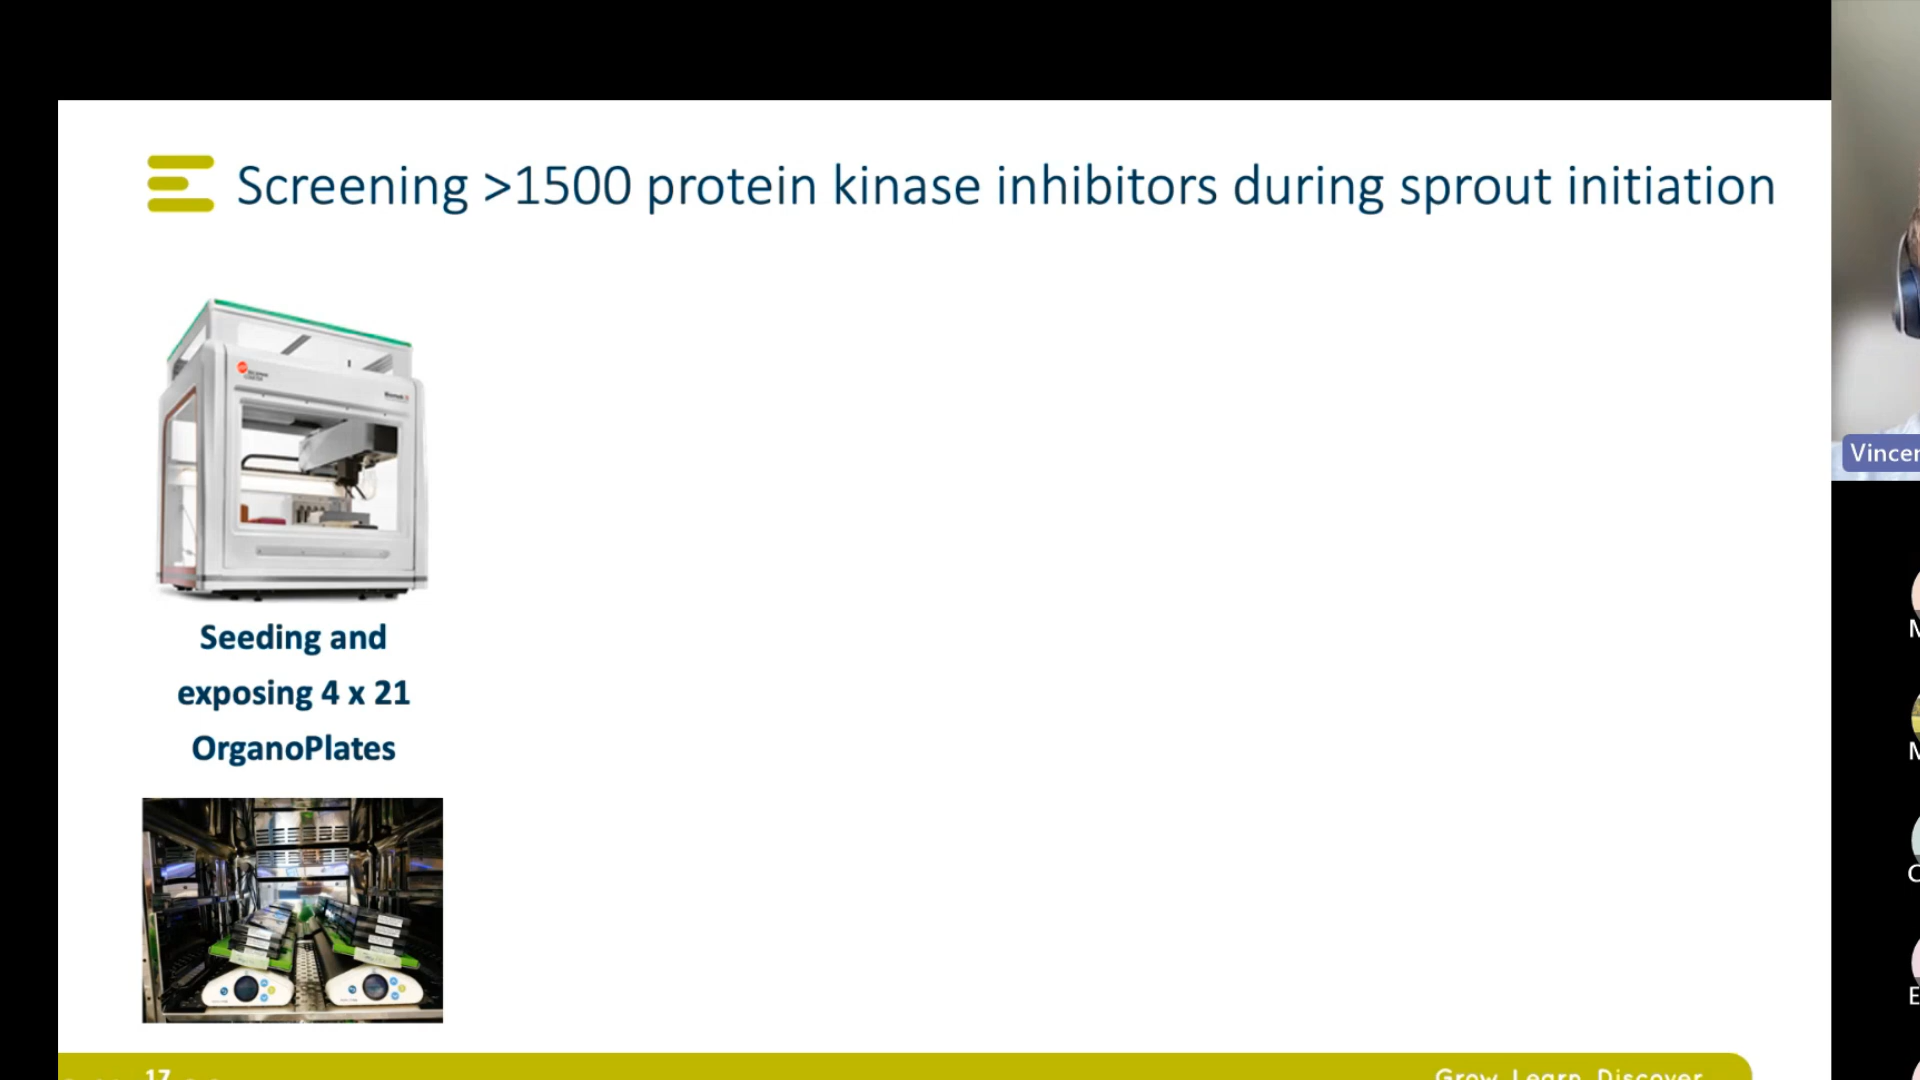 Screening >1500 protein kinase inhibitors during sprout initiation
Seeding and
exposing 4 x 21
OrganoPlates
17
Grow. Learn. Discover.
Vincen
M
M
C
E